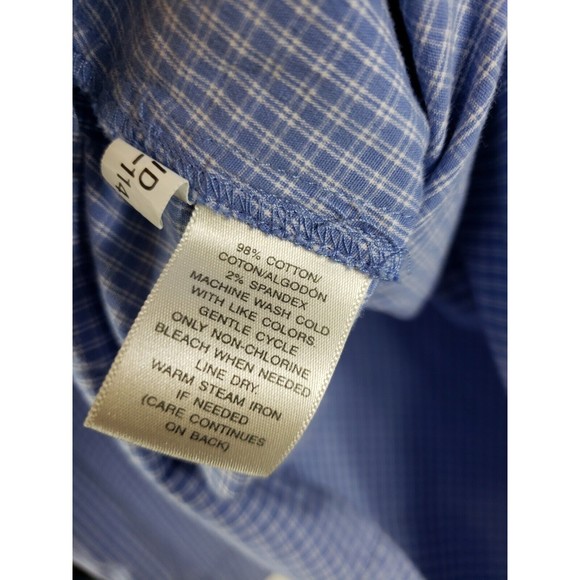 98% COTTON/
COTON/ALGODÓN
2% SPANDEX
MACHINE WASH COLD
WITH LIKE COLORS
GENTLE CYCLE
ONLY NON-CHLORINE
BLEACH WHEN NEEDED
LINE DRY.
WARM STEAM IRON
IF NEEDED
(CARE CONTINUES
ON BACK)